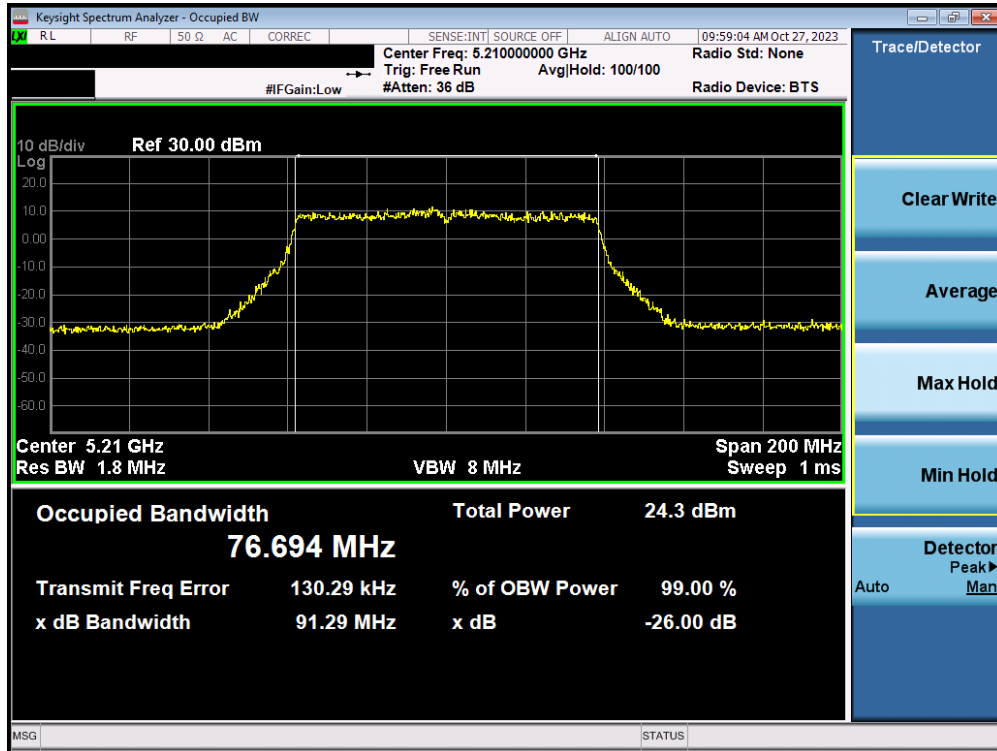 Keysight Spectrum Analyzer - Occupied BW
LXI RL RF 50 Ω AC CORREC SENSE:INT SOURCE OFF ALIGN AUTO 09:59:04 AM Oct 27, 2023
Center Freq: 5.210000000 GHz Radio Std: None
Trig: Free Run Avg|Hold: 100/100
#IFGain:Low #Atten: 36 dB Radio Device: BTS
Trace/Detector
10 dB/div Ref 30.00 dBm
Log
20.0
10.0
0.00
-10.0
-20.0
-30.0
-40.0
-50.0
-60.0
Center 5.21 GHz Span 200 MHz
Res BW 1.8 MHz VBW 8 MHz Sweep 1 ms
Occupied Bandwidth Total Power 24.3 dBm
76.694 MHz
Transmit Freq Error 130.29 kHz % of OBW Power 99.00 %
x dB Bandwidth 91.29 MHz x dB -26.00 dB
Clear Write
Average
Max Hold
Min Hold
Detector
Peak▶
Auto Man
MSG STATUS